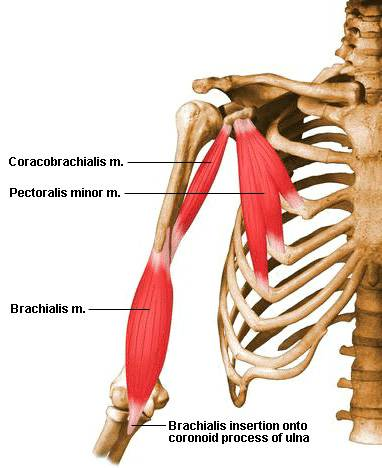 Coracobrachialis m.
Pectoralis minor m.
Brachialis m.
Brachialis insertion onto
coronoid process of ulna